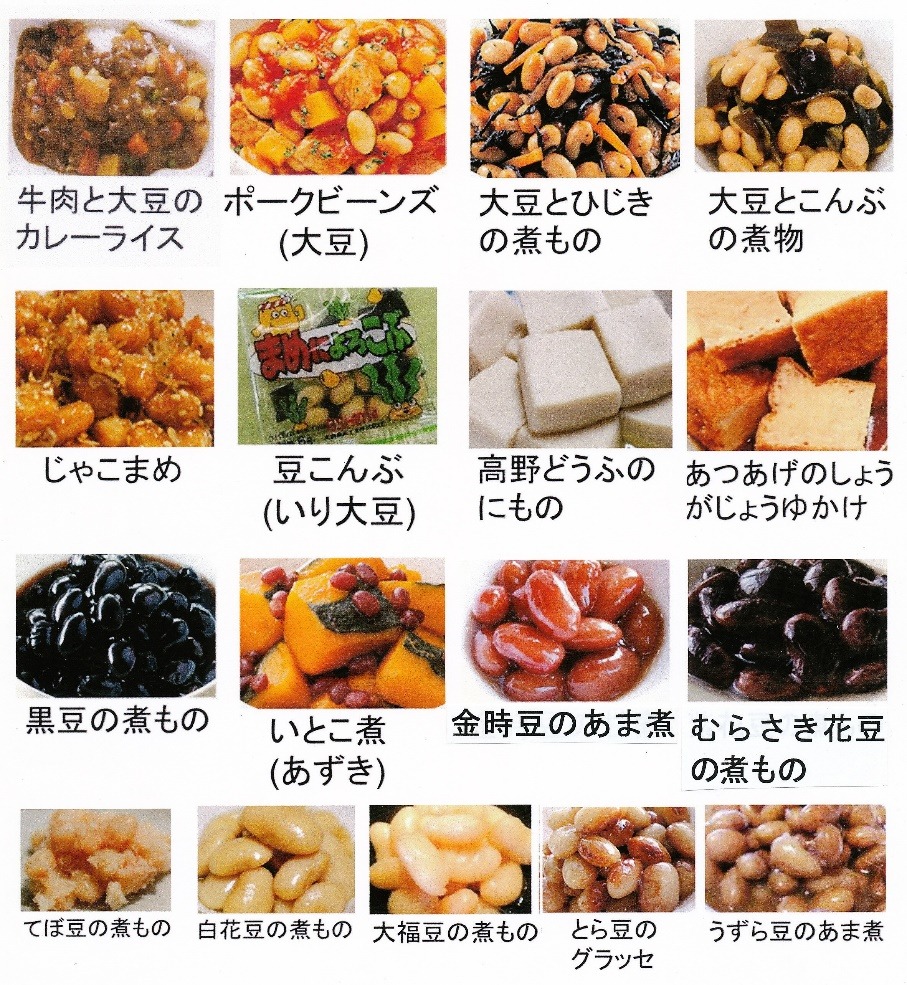 牛肉と大豆の
カレーライス
ポークビーンズ
(大豆)
大豆とひじき
の煮もの
大豆とこんぶ
の煮物
じゃこまめ
まめによろこぶ
豆こんぶ
(いり大豆)
高野どうふの
にもの
あつあげのしょう
がじょうゆかけ
黒豆の煮もの
いとこ煮
(あずき)
金時豆のあま煮
むらさき花豆
の煮もの
てぼ豆の煮もの
白花豆の煮もの
大福豆の煮もの
とら豆の
グラッセ
うずら豆のあま煮